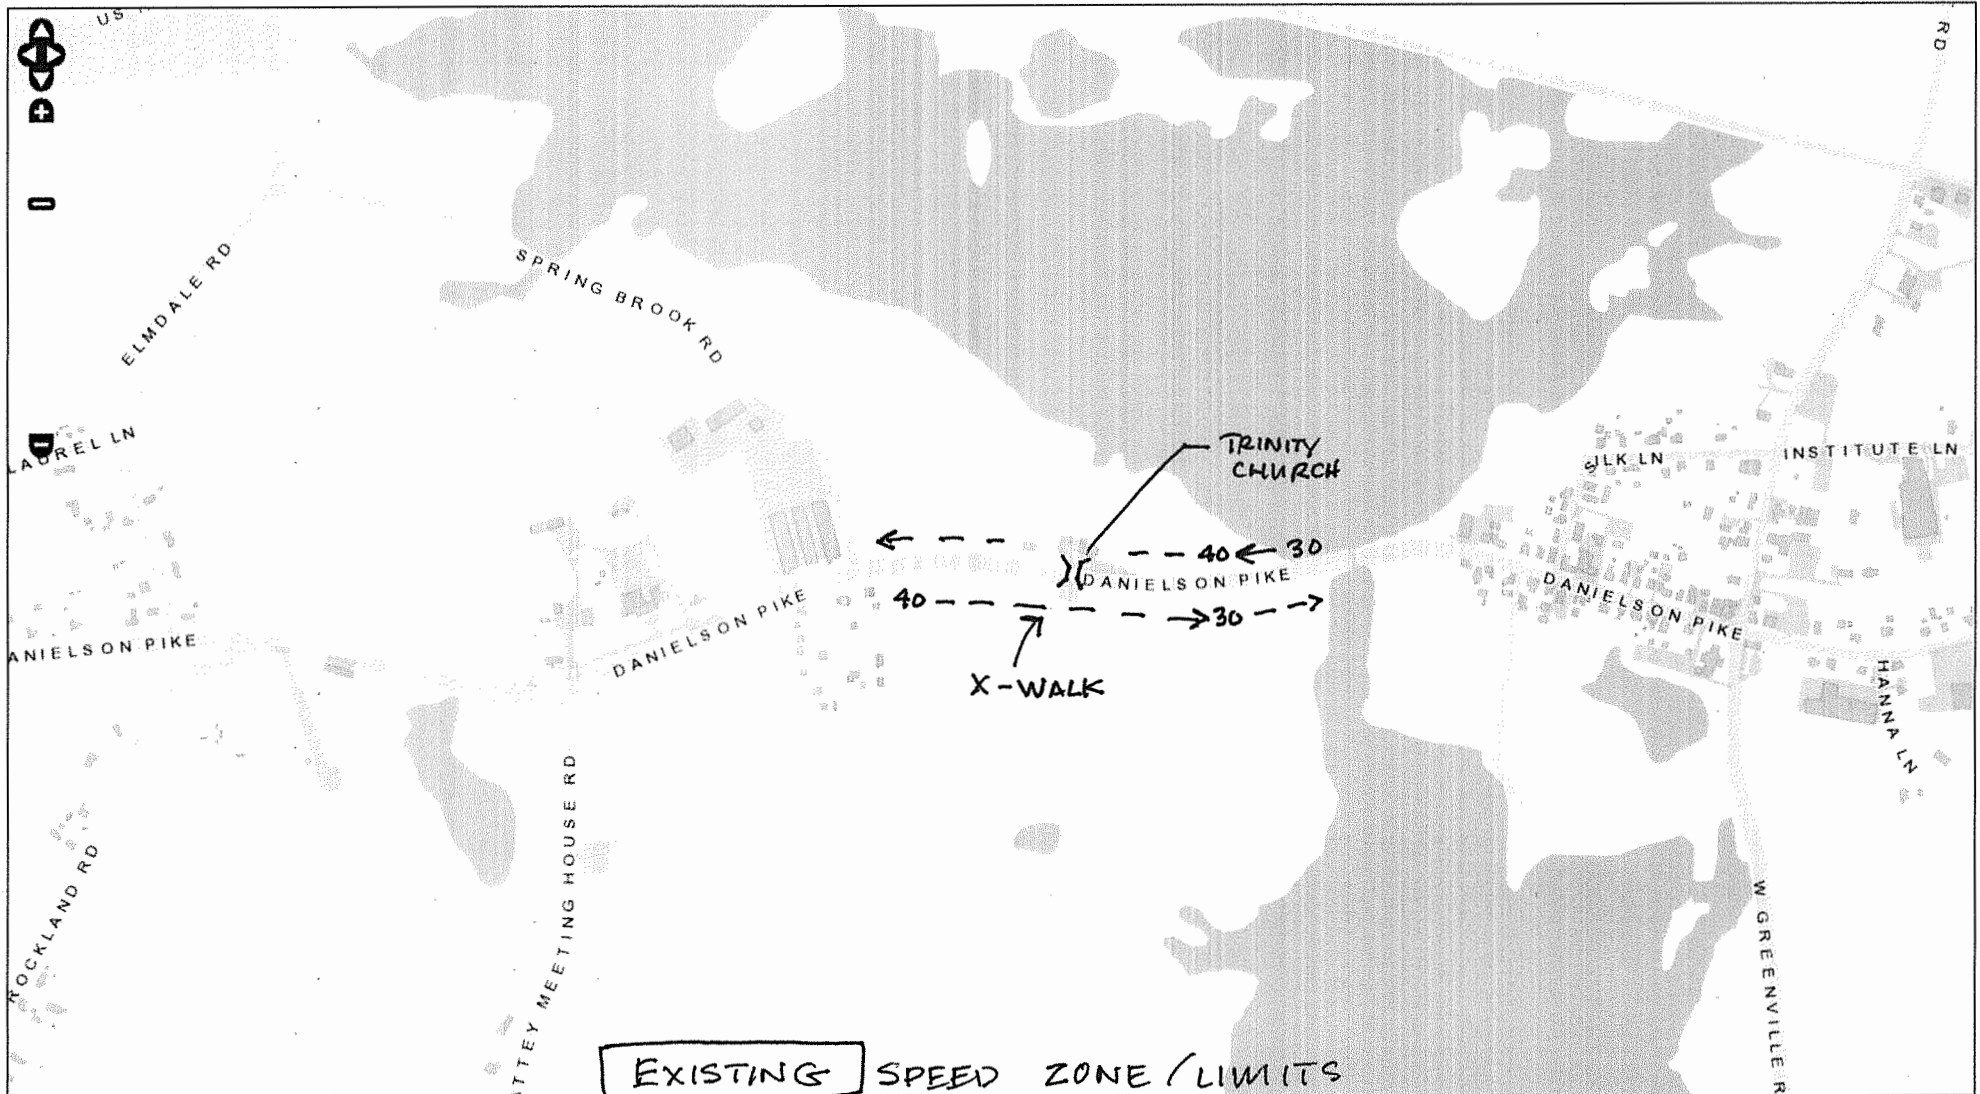 US
RD
ELMDALE RD
SPRING BROOK RD
LAUREL LN
TRINITY
CHURCH
SILK LN
INSTITUTE LN
40 30
DANIELSON PIKE
DANIELSON PIKE
40 30
DANIELSON PIKE
ANIELSON PIKE
X-WALK
HANNA LN
ROCKLAND RD
TTEY MEETING HOUSE RD
W GREENVILLE R
EXISTING SPEED ZONE/LIMITS